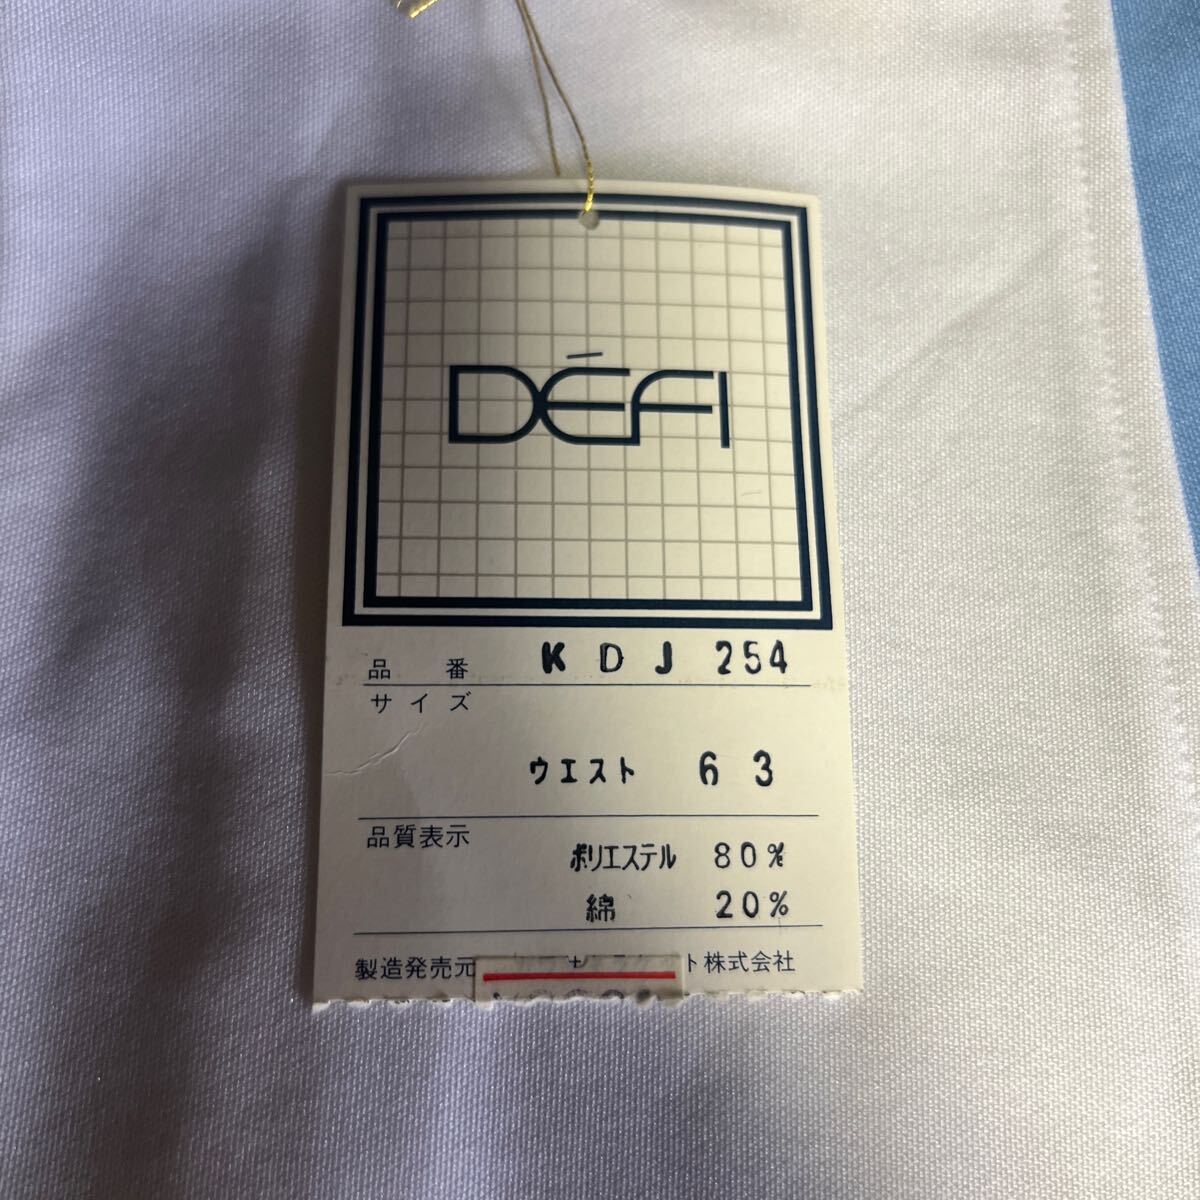 DÉFI
品番 KDJ 254
サイズ
ウエスト 63
品質表示
ポリエステル 80%
綿 20%
製造発売元 ト株式会社